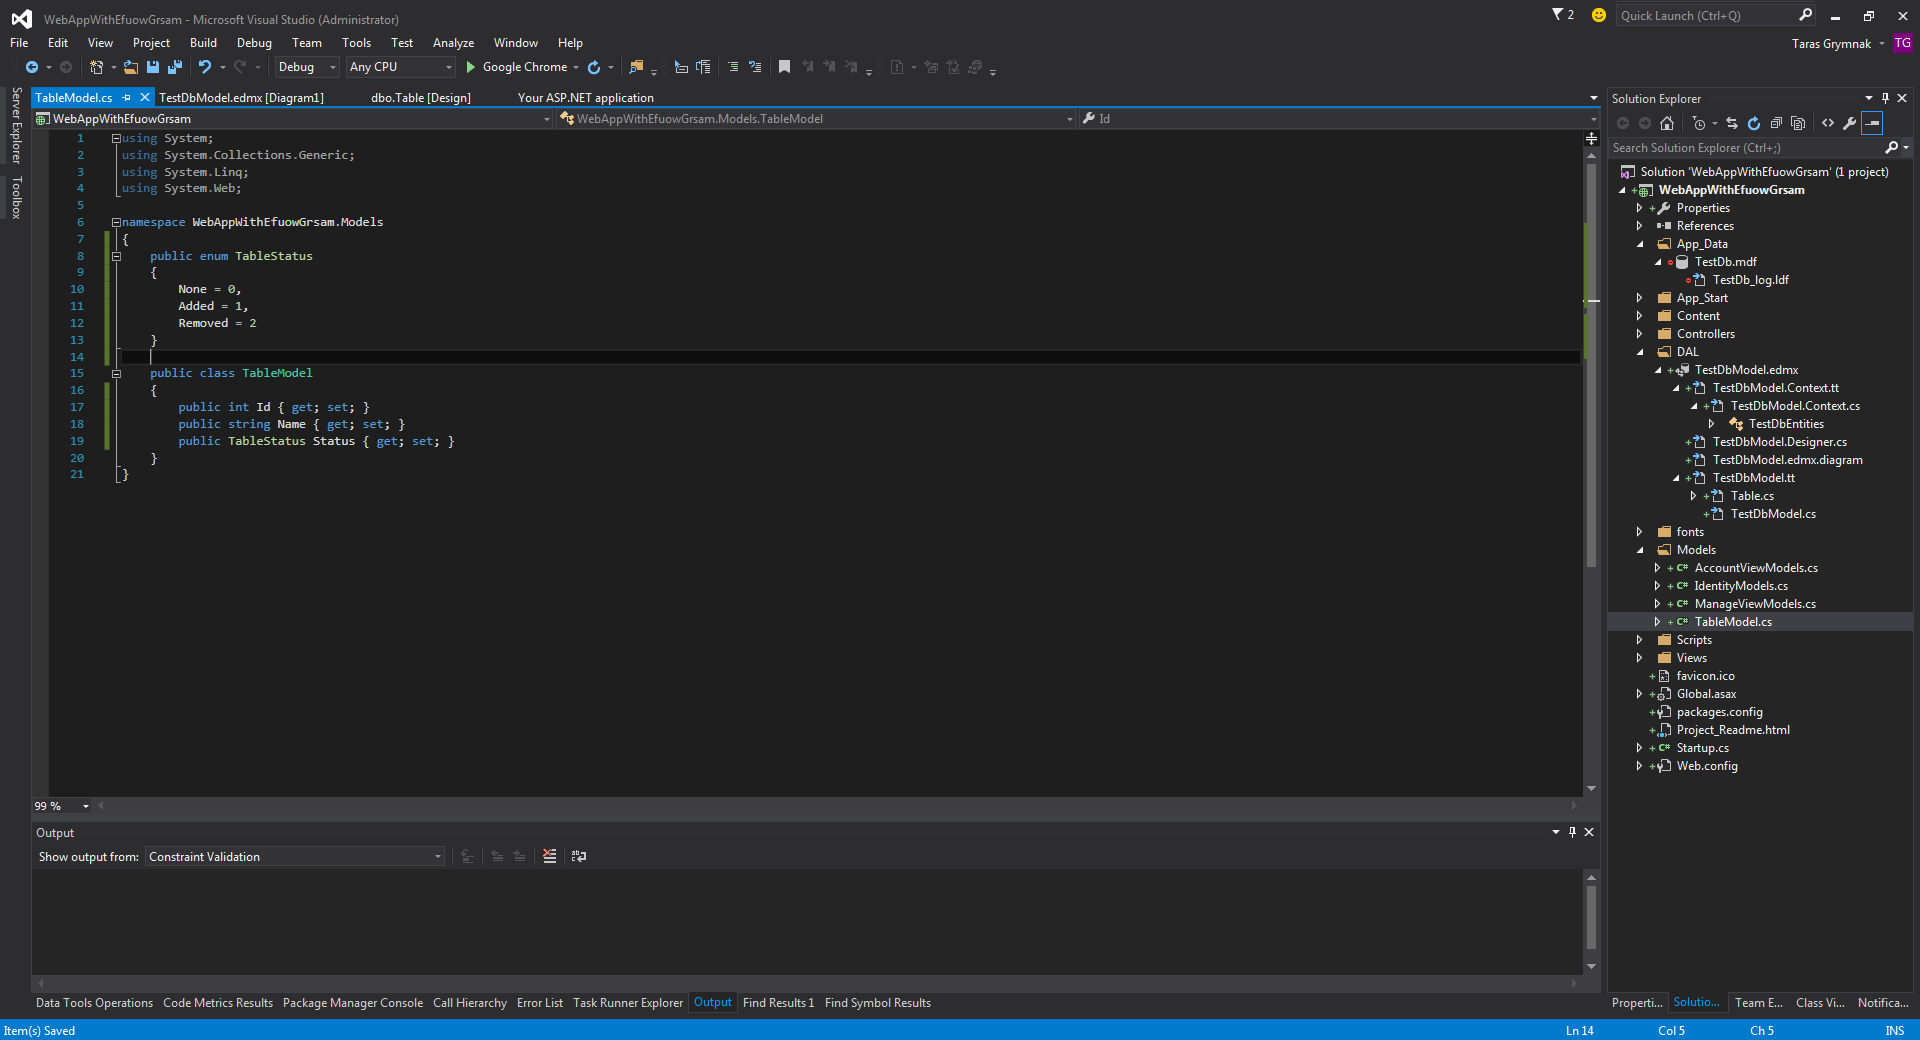 WebAppWithEfuowGrsam - Microsoft Visual Studio (Administrator)
2
Quick Launch (Ctrl+Q)
File Edit View Project Build Debug Team Tools Test Analyze Window Help
Taras Grymnak TG
Debug Any CPU Google Chrome
Server Explorer
Toolbox
TableModel.cs TestDbModel.edmx [Diagram1] dbo.Table [Design] Your ASP.NET application
WebAppWithEfuowGrsam WebAppWithEfuowGrsam.Models.TableModel Id
1 using System;
2 using System.Collections.Generic;
3 using System.Linq;
4 using System.Web;
5
6 namespace WebAppWithEfuowGrsam.Models
7 {
8 public enum TableStatus
9 {
10 None = 0,
11 Added = 1,
12 Removed = 2
13 }
14
15 public class TableModel
16 {
17 public int Id { get; set; }
18 public string Name { get; set; }
19 public TableStatus Status { get; set; }
20 }
21 }
99 %
Output
Show output from: Constraint Validation
Data Tools Operations Code Metrics Results Package Manager Console Call Hierarchy Error List Task Runner Explorer Output Find Results 1 Find Symbol Results
Solution Explorer
Search Solution Explorer (Ctrl+;)
Solution 'WebAppWithEfuowGrsam' (1 project)
WebAppWithEfuowGrsam
Properties
References
App_Data
TestDb.mdf
TestDb_log.ldf
App_Start
Content
Controllers
DAL
TestDbModel.edmx
TestDbModel.Context.tt
TestDbModel.Context.cs
TestDbEntities
TestDbModel.Designer.cs
TestDbModel.edmx.diagram
TestDbModel.tt
Table.cs
TestDbModel.cs
fonts
Models
AccountViewModels.cs
IdentityModels.cs
ManageViewModels.cs
TableModel.cs
Scripts
Views
favicon.ico
Global.asax
packages.config
Project_Readme.html
Startup.cs
Web.config
Properti... Solutio... Team E... Class Vi... Notifica...
Item(s) Saved Ln 14 Col 5 Ch 5 INS